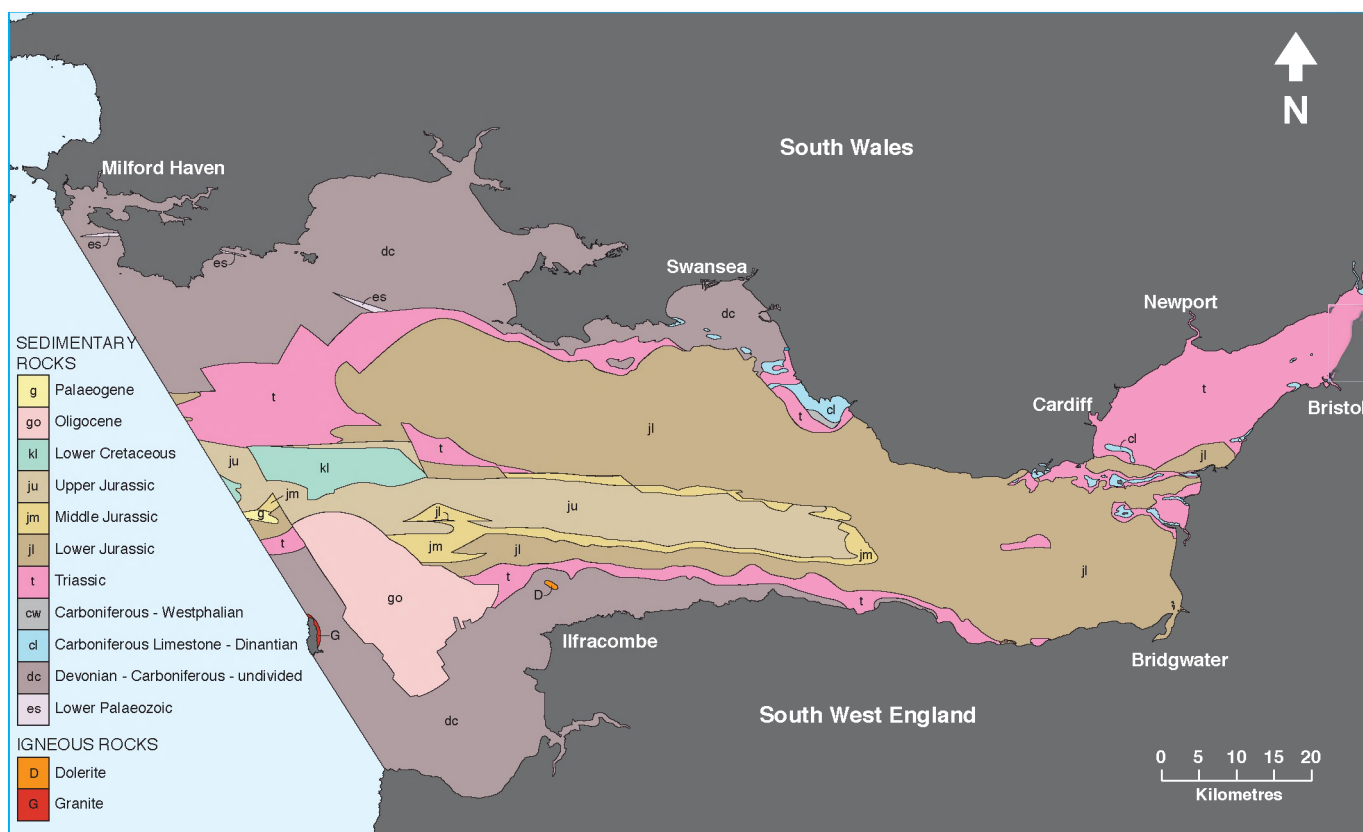 N
South Wales
Milford Haven
es
es
dc
Swansea
es
dc
Newport
t
Cardiff
Bristol
cl
t
cl
jl
t
jl
t
ju
kl
jm
g
jl
ju
jm
t
jm
jl
t
jl
D
t
go
G
Ilfracombe
Bridgwater
dc
South West England
SEDIMENTARY
ROCKS
g Palaeogene
go Oligocene
kl Lower Cretaceous
ju Upper Jurassic
jm Middle Jurassic
jl Lower Jurassic
t Triassic
cw Carboniferous - Westphalian
cl Carboniferous Limestone - Dinantian
dc Devonian - Carboniferous - undivided
es Lower Palaeozoic
IGNEOUS ROCKS
D Dolerite
G Granite
0 5 10 15 20
Kilometres